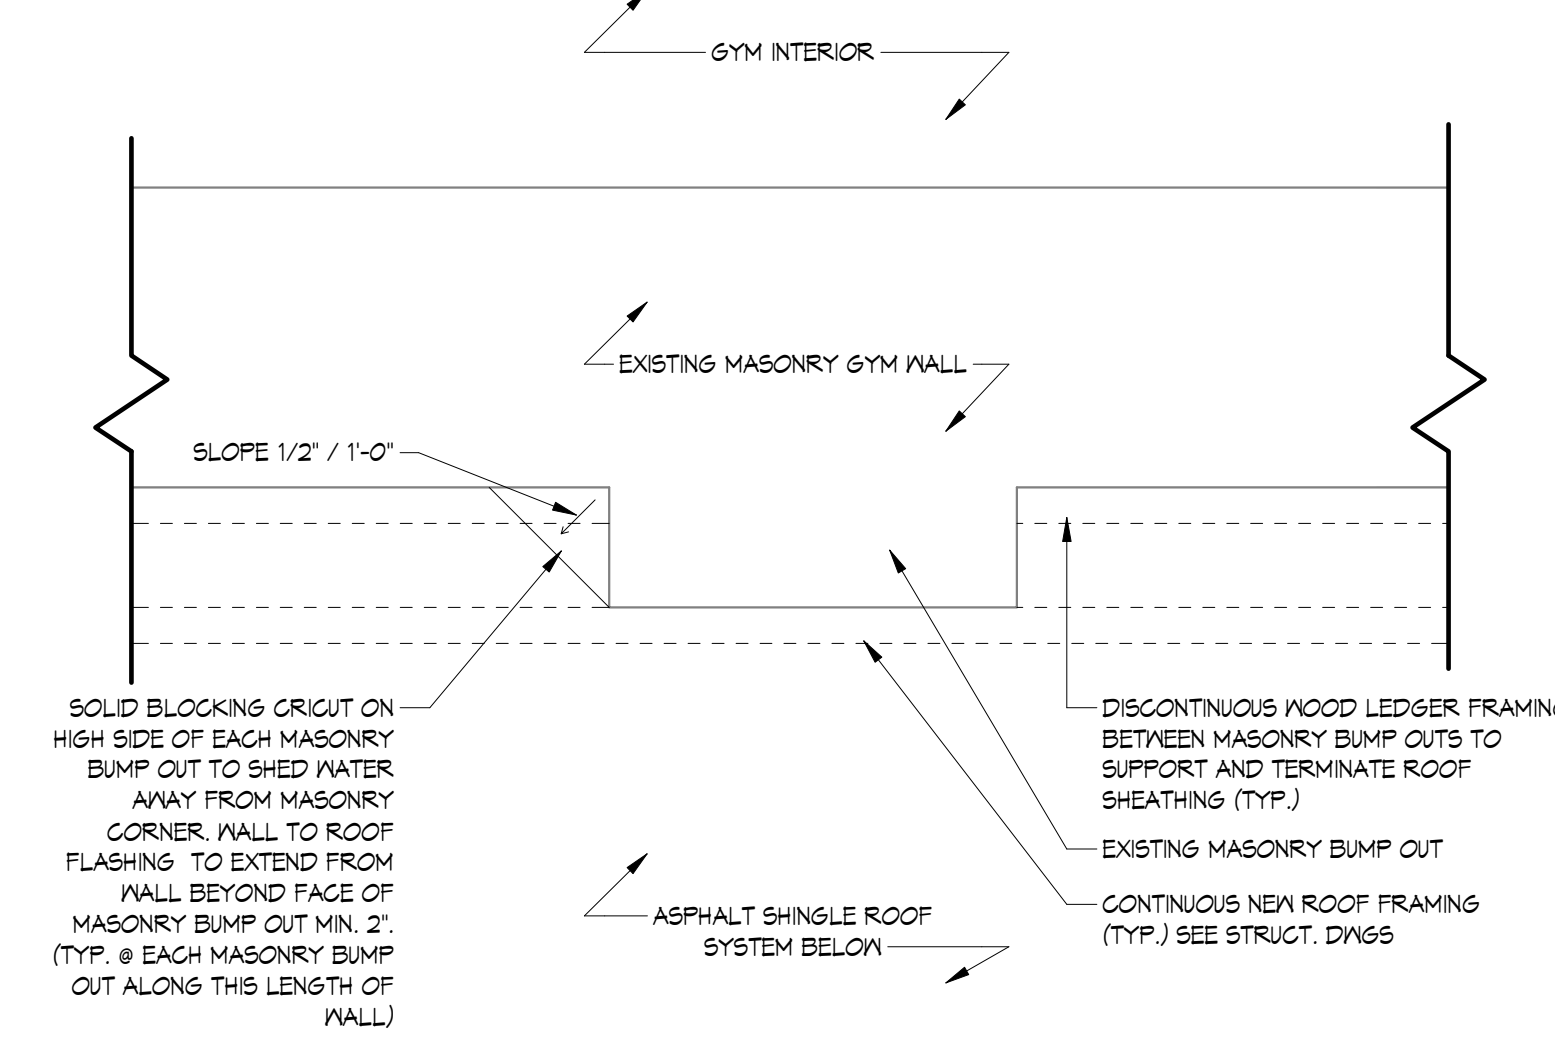 GYM INTERIOR
EXISTING MASONRY GYM WALL
SLOPE 1/2" / 1'-0"
SOLID BLOCKING CRICUT ON
HIGH SIDE OF EACH MASONRY
BUMP OUT TO SHED WATER
AWAY FROM MASONRY
CORNER. WALL TO ROOF
FLASHING TO EXTEND FROM
WALL BEYOND FACE OF
MASONRY BUMP OUT MIN. 2".
(TYP. @ EACH MASONRY BUMP
OUT ALONG THIS LENGTH OF
WALL)
ASPHALT SHINGLE ROOF
SYSTEM BELOW
DISCONTINUOUS WOOD LEDGER FRAMING
BETWEEN MASONRY BUMP OUTS TO
SUPPORT AND TERMINATE ROOF
SHEATHING (TYP.)
EXISTING MASONRY BUMP OUT
CONTINUOUS NEW ROOF FRAMING
(TYP.) SEE STRUCT. DWGS